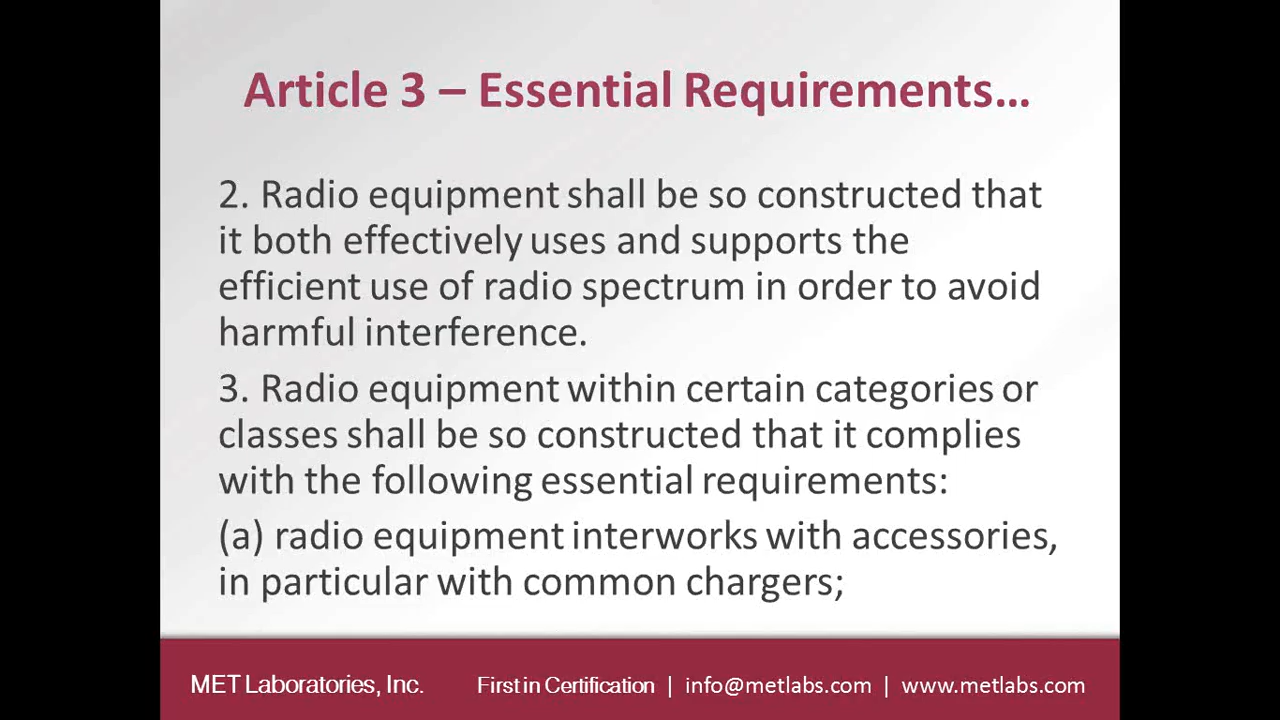 Article 3 – Essential Requirements...
2. Radio equipment shall be so constructed that
it both effectively uses and supports the
efficient use of radio spectrum in order to avoid
harmful interference.
3. Radio equipment within certain categories or
classes shall be so constructed that it complies
with the following essential requirements:
(a) radio equipment interworks with accessories,
in particular with common chargers;
MET Laboratories, Inc. First in Certification | info@metlabs.com | www.metlabs.com